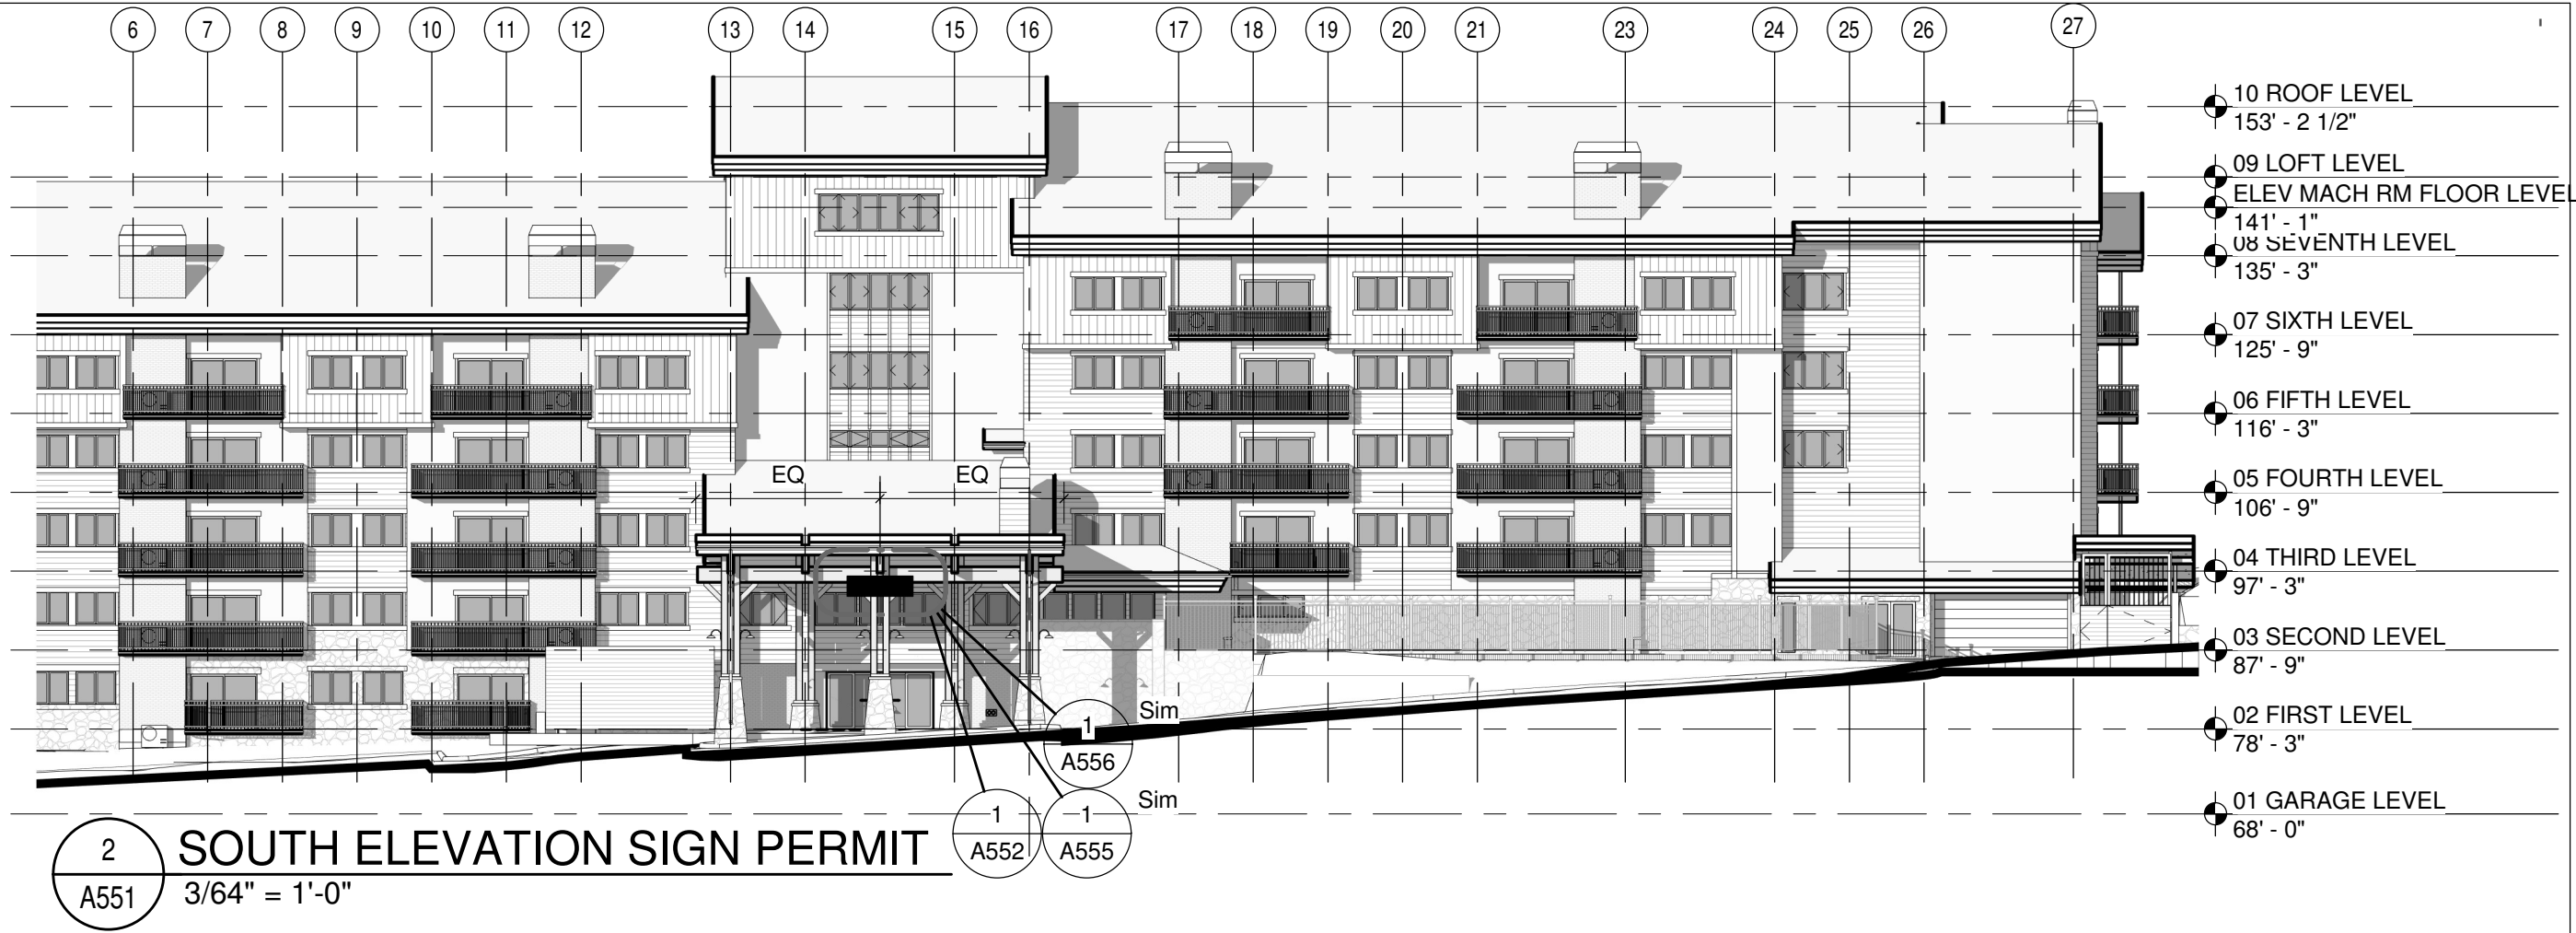 6 7 8 9 10 11 12 13 14 15 16 17 18 19 20 21 23 24 25 26 27
10 ROOF LEVEL
153' - 2 1/2"
09 LOFT LEVEL
ELEV MACH RM FLOOR LEVEL
141' - 1"
08 SEVENTH LEVEL
135' - 3"
07 SIXTH LEVEL
125' - 9"
06 FIFTH LEVEL
116' - 3"
EQ EQ
05 FOURTH LEVEL
106' - 9"
04 THIRD LEVEL
97' - 3"
03 SECOND LEVEL
87' - 9"
02 FIRST LEVEL
78' - 3"
1 Sim
A556
01 GARAGE LEVEL
68' - 0"
1
A552
1 Sim
A555
2
A551
SOUTH ELEVATION SIGN PERMIT
3/64" = 1'-0"